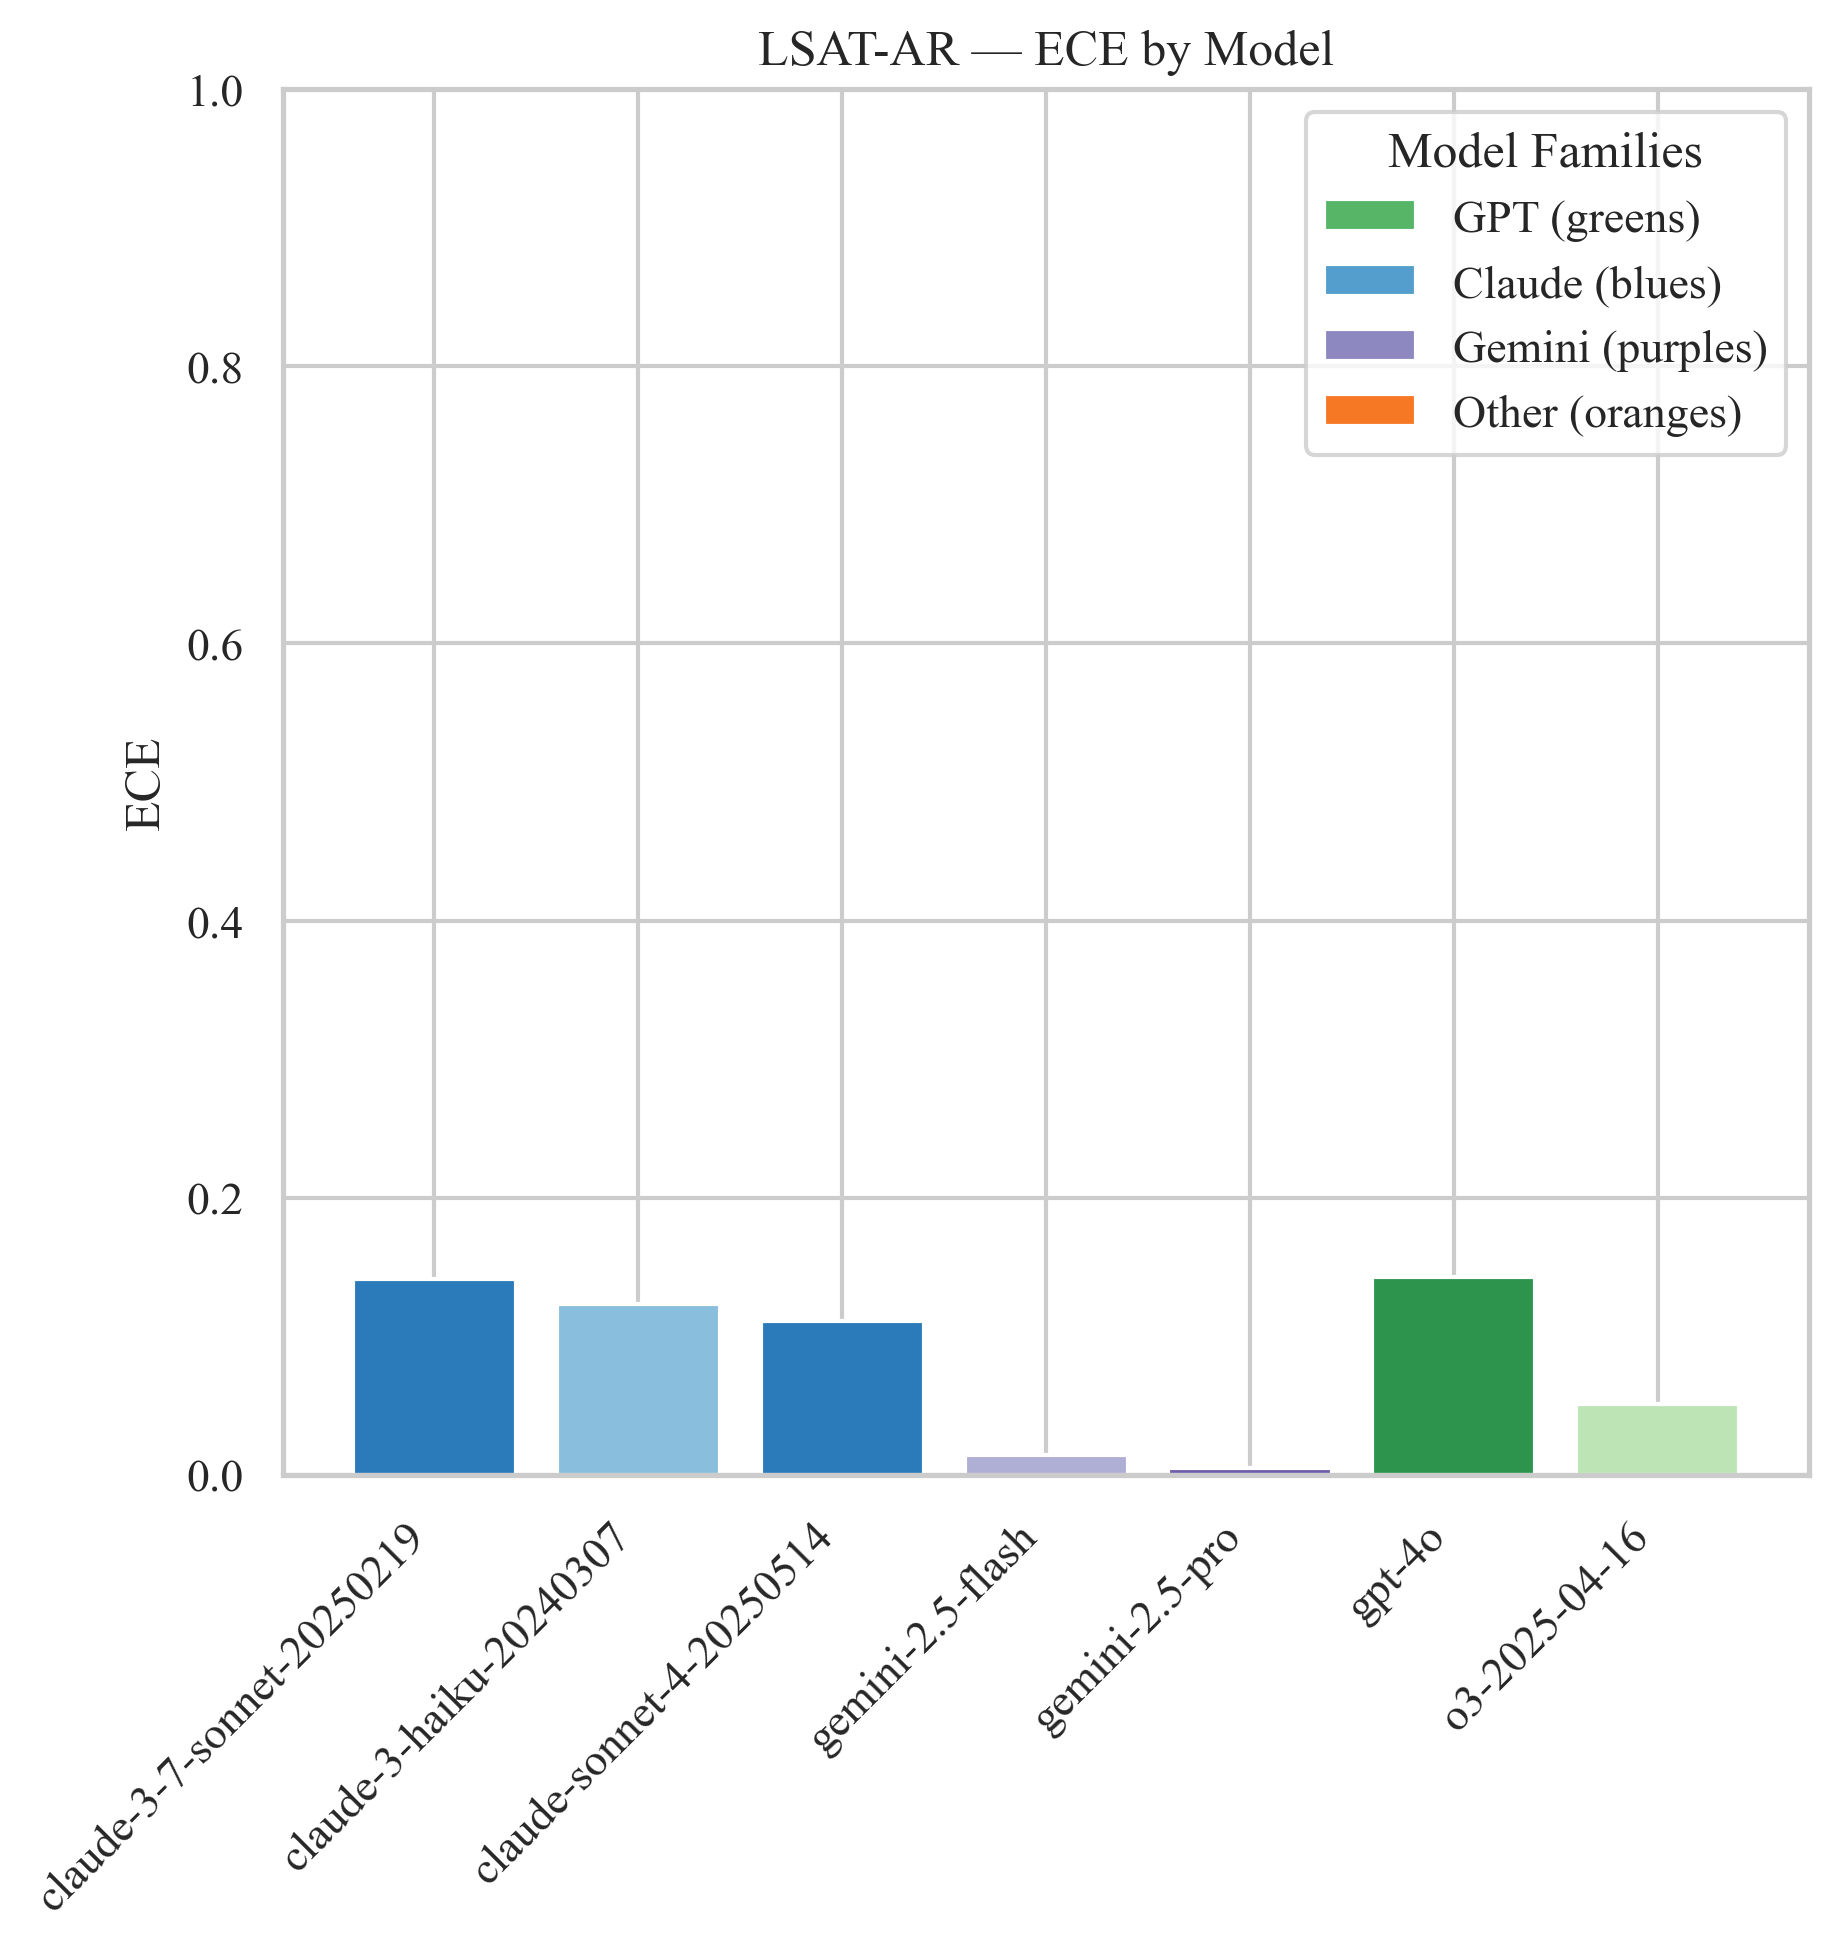 LSAT-AR — ECE by Model
Model Families
GPT (greens)
Claude (blues)
Gemini (purples)
Other (oranges)
ECE
1.0
0.8
0.6
0.4
0.2
0.0
claude-3-7-sonnet-20250219
claude-3-haiku-20240307
claude-sonnet-4-20250514
gemini-2.5-flash
gemini-2.5-pro
gpt-4o
o3-2025-04-16